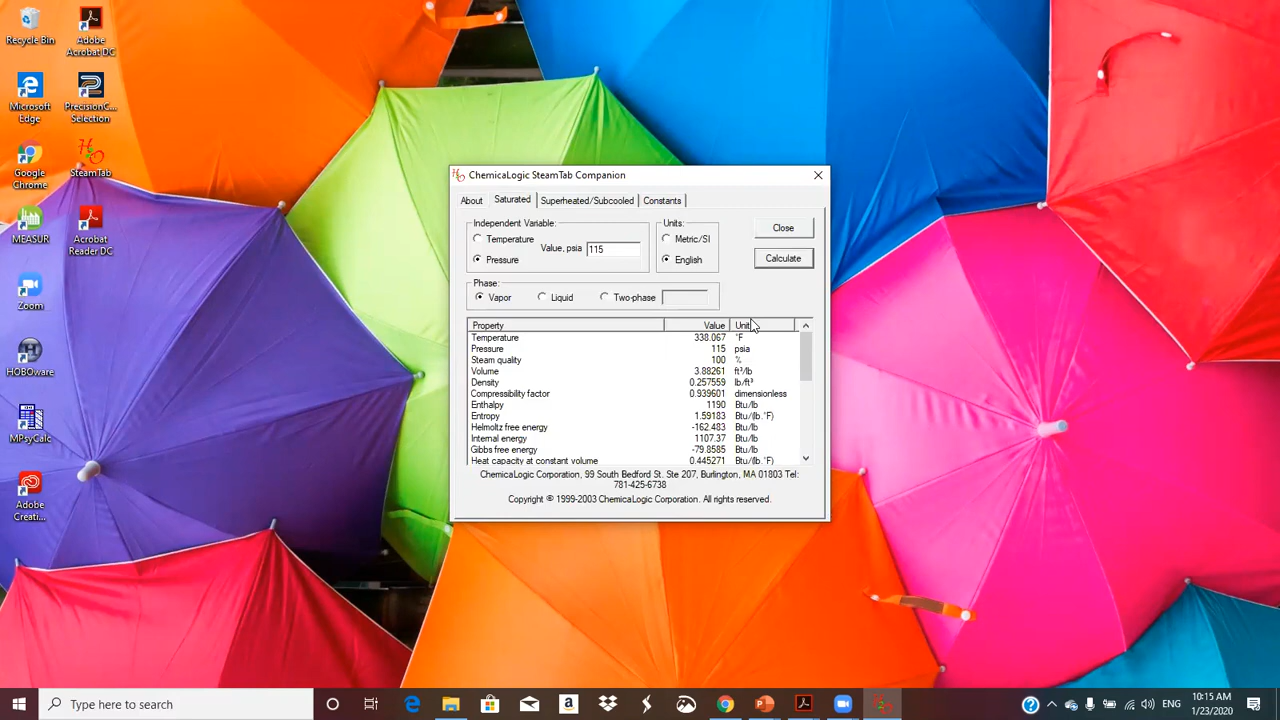 Recycle Bin
Adobe
Acrobat DC
Microsoft
Edge
PrecisionC...
Selection
Google
Chrome
SteamTab
MEASUR
Acrobat
Reader DC
Zoom
HOBOware
MPsyCalc
Adobe
Creati...
ChemicaLogic SteamTab Companion
About Saturated Superheated/Subcooled Constants
Independent Variable:
Temperature
Pressure
Value, psia 115
Units:
Metric/SI
English
Close
Calculate
Phase:
Vapor Liquid Two-phase
Property Value Unit
Temperature 338.067 °F
Pressure 115 psia
Steam quality 100 %
Volume 3.88261 ft³/lb
Density 0.257559 lb/ft³
Compressibility factor 0.939601 dimensionless
Enthalpy 1190 Btu/lb
Entropy 1.59183 Btu/(lb.°F)
Helmoltz free energy -162.483 Btu/lb
Internal energy 1107.37 Btu/lb
Gibbs free energy -79.8585 Btu/lb
Heat capacity at constant volume 0.445271 Btu/(lb.°F)
ChemicaLogic Corporation, 99 South Bedford St. Ste 207, Burlington, MA 01803 Tel:
781-425-6738
Copyright © 1999-2003 ChemicaLogic Corporation. All rights reserved.
Type here to search
ENG
10:15 AM
1/23/2020